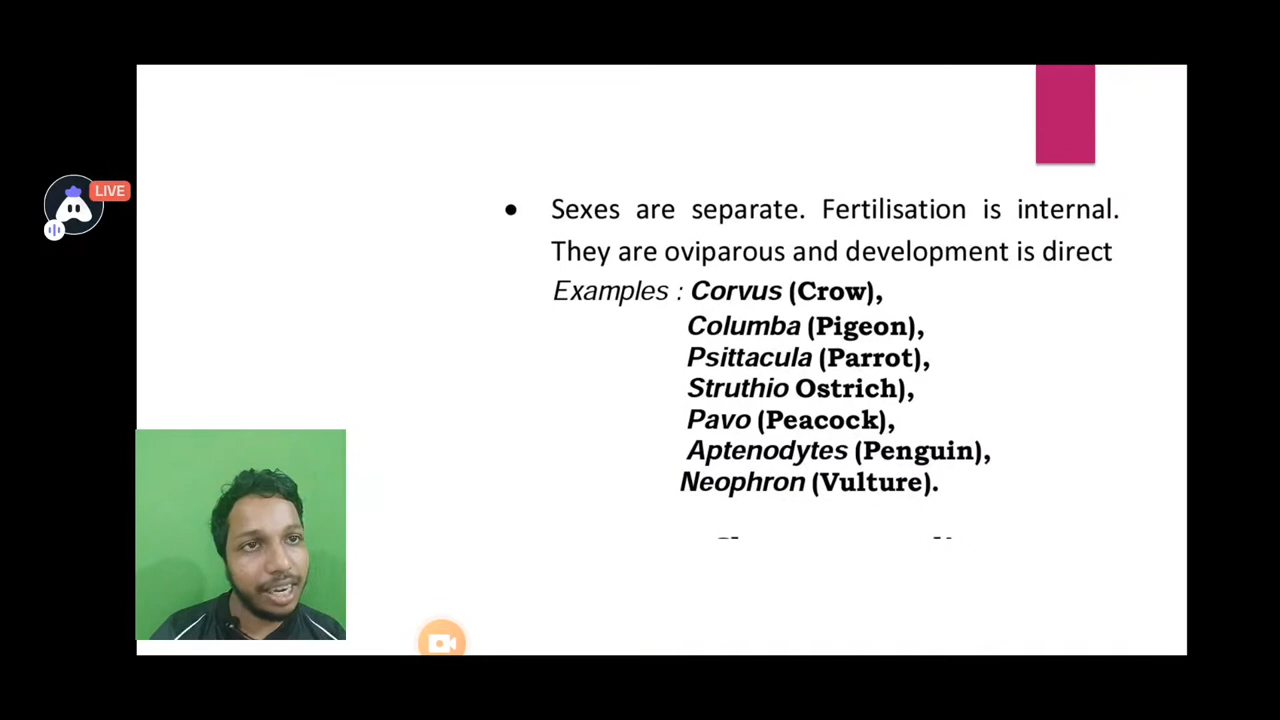 LIVE
• Sexes are separate. Fertilisation is internal.
They are oviparous and development is direct
Examples : Corvus (Crow),
Columba (Pigeon),
Psittacula (Parrot),
Struthio Ostrich),
Pavo (Peacock),
Aptenodytes (Penguin),
Neophron (Vulture).